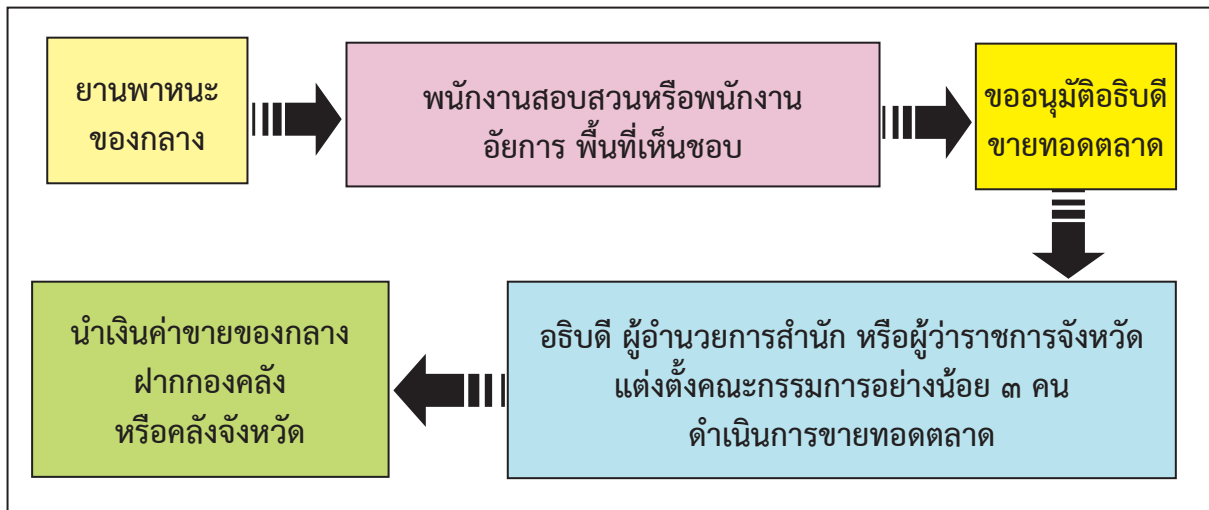 ยานพาหนะ
ของกลาง
พนักงานสอบสวนหรือพนักงาน
อัยการ พื้นที่เห็นชอบ
ขออนุมัติอธิบดี
ขายทอดตลาด
อธิบดี ผู้อำนวยการสำนัก หรือผู้ว่าราชการจังหวัด
แต่งตั้งคณะกรรมการอย่างน้อย ๓ คน
ดำเนินการขายทอดตลาด
นำเงินค่าขายของกลาง
ฝากกองคลัง
หรือคลังจังหวัด